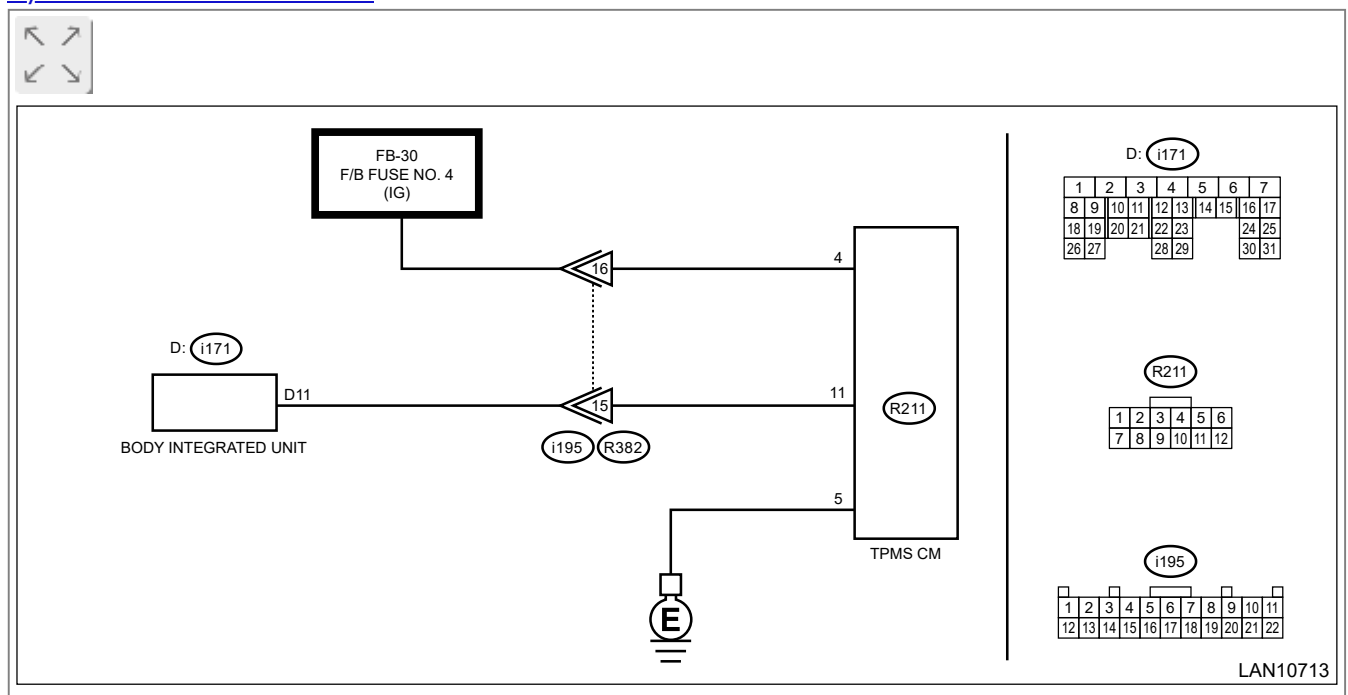 FB-30
F/B FUSE NO. 4
(IG)
16
4
D: i171
D11
15
11
BODY INTEGRATED UNIT
i195 R382
R211
5
TPMS CM
E
D: i171
1 2 3 4 5 6 7
8 9 10 11 12 13 14 15 16 17
18 19 20 21 22 23 24 25
26 27 28 29 30 31
R211
1 2 3 4 5 6
7 8 9 10 11 12
i195
1 2 3 4 5 6 7 8 9 10 11
12 13 14 15 16 17 18 19 20 21 22
LAN10713